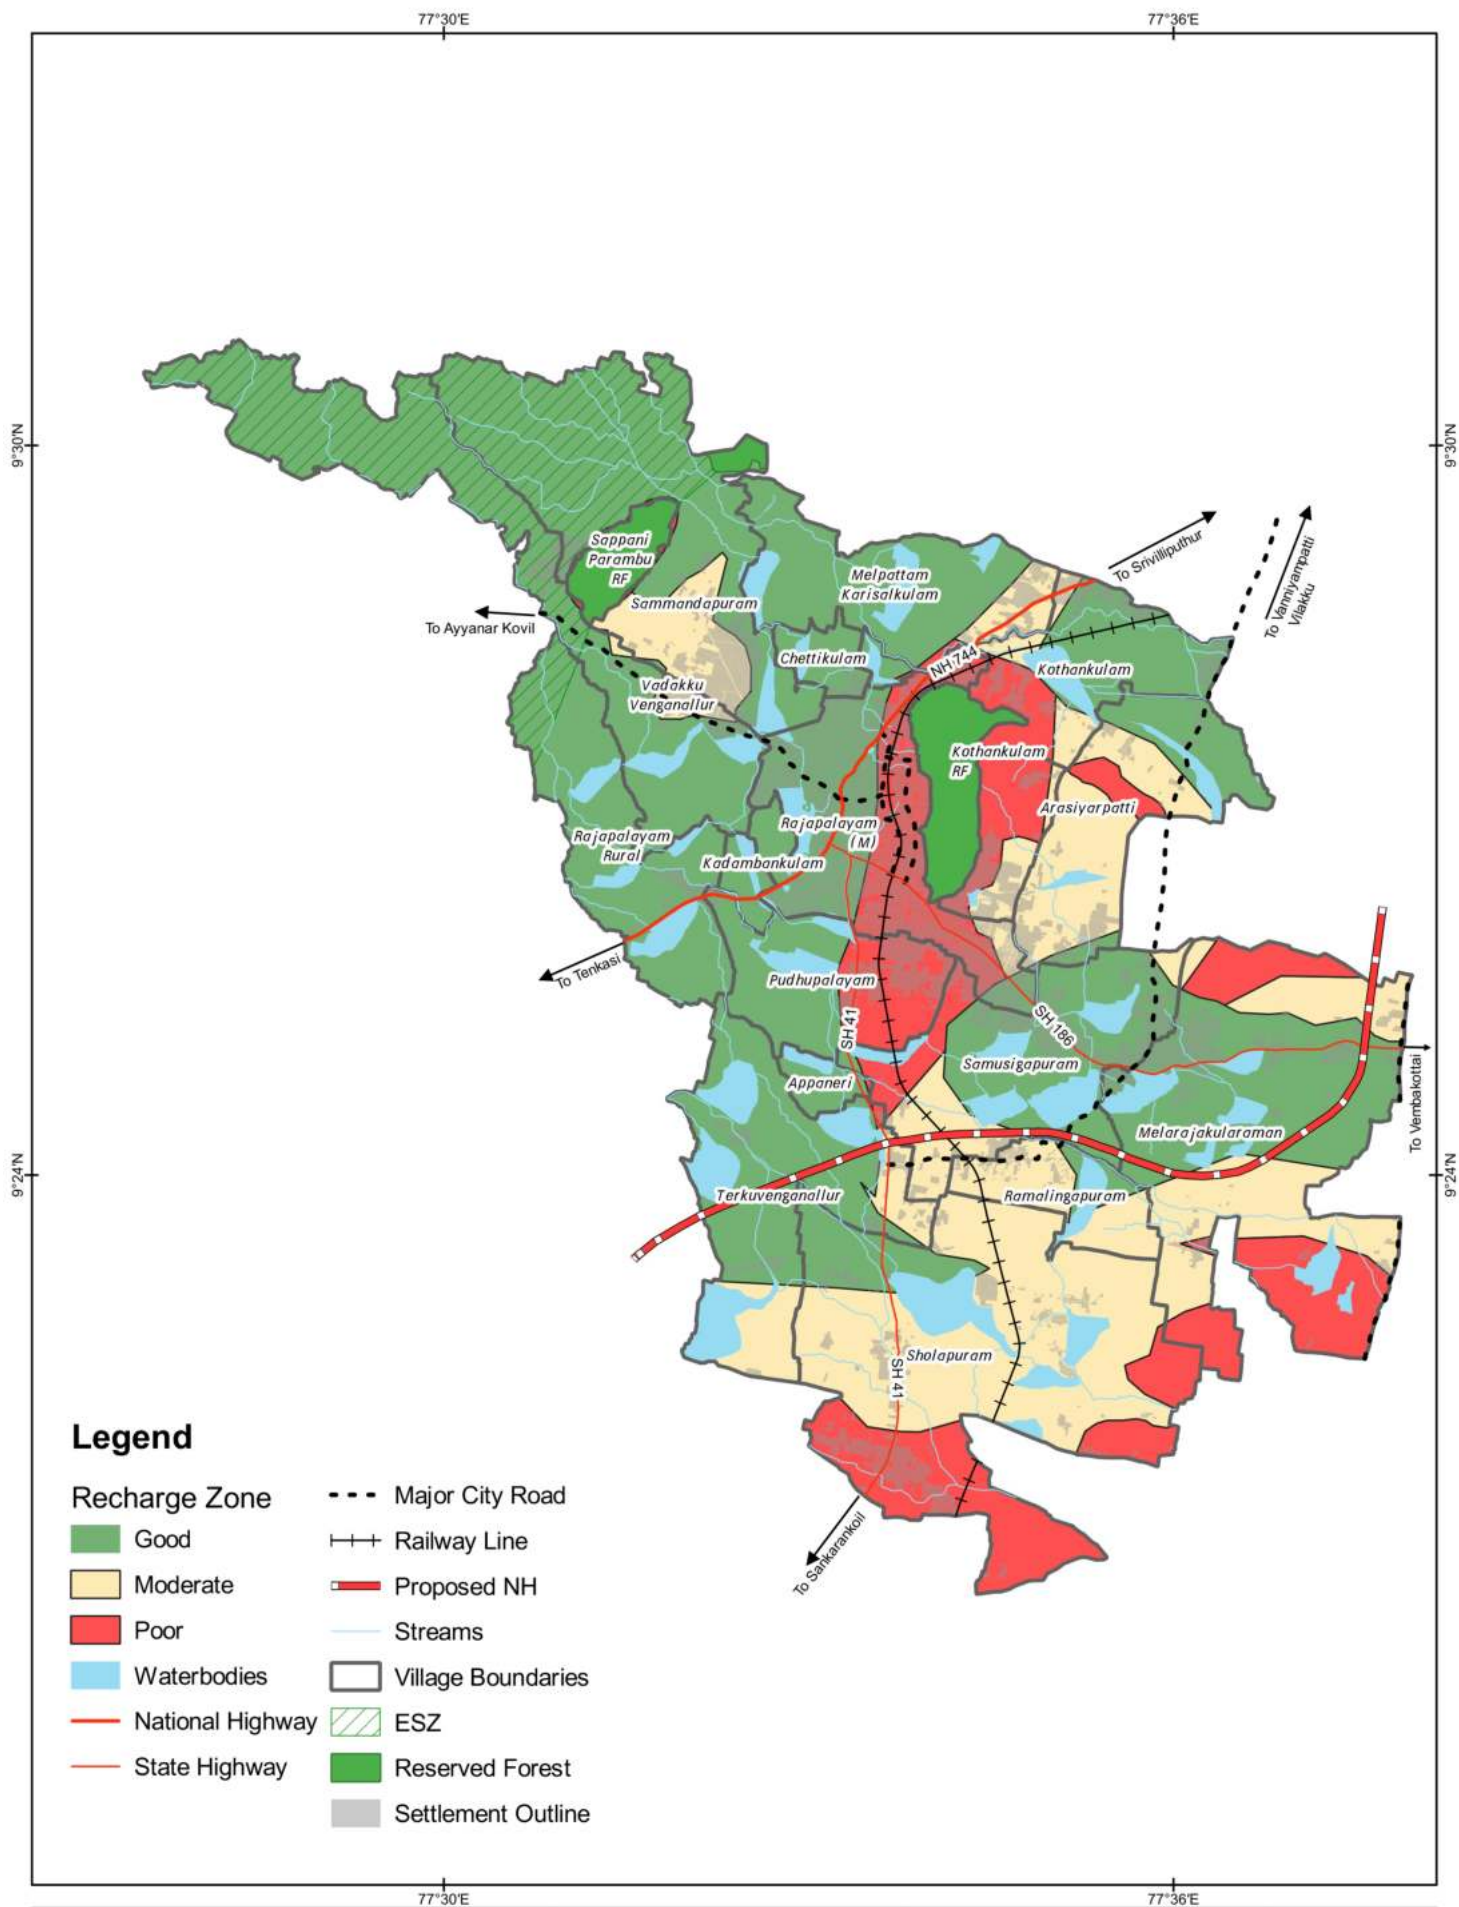 77°30'E
77°36'E
9°30'N
9°30'N
To Srivilliputhur
To Vanniyampatti
Vilakku
Sappani
Parambu
RF
Melpattam
Karisalkulam
Sammandapuram
To Ayyanar Kovil
Chettikulam
NH 744
Kothankulam
Vadakku
Venganallur
Kothankulam
RF
Arasiyarpatti
Rajapalayam
(M)
Rajapalayam
Rural
Kadambankulam
To Tenkasi
Pudhupalayam
SH 41
SH 186
Samusigapuram
Appaneri
To Vembakottai
Melarajakularaman
9°24'N
9°24'N
Terkuvenganallur
Ramalingapuram
Sholapuram
SH 41
To Sankarankoil
Legend
Recharge Zone
Good
Moderate
Poor
Waterbodies
National Highway
State Highway
Major City Road
Railway Line
Proposed NH
Streams
Village Boundaries
ESZ
Reserved Forest
Settlement Outline
77°30'E
77°36'E